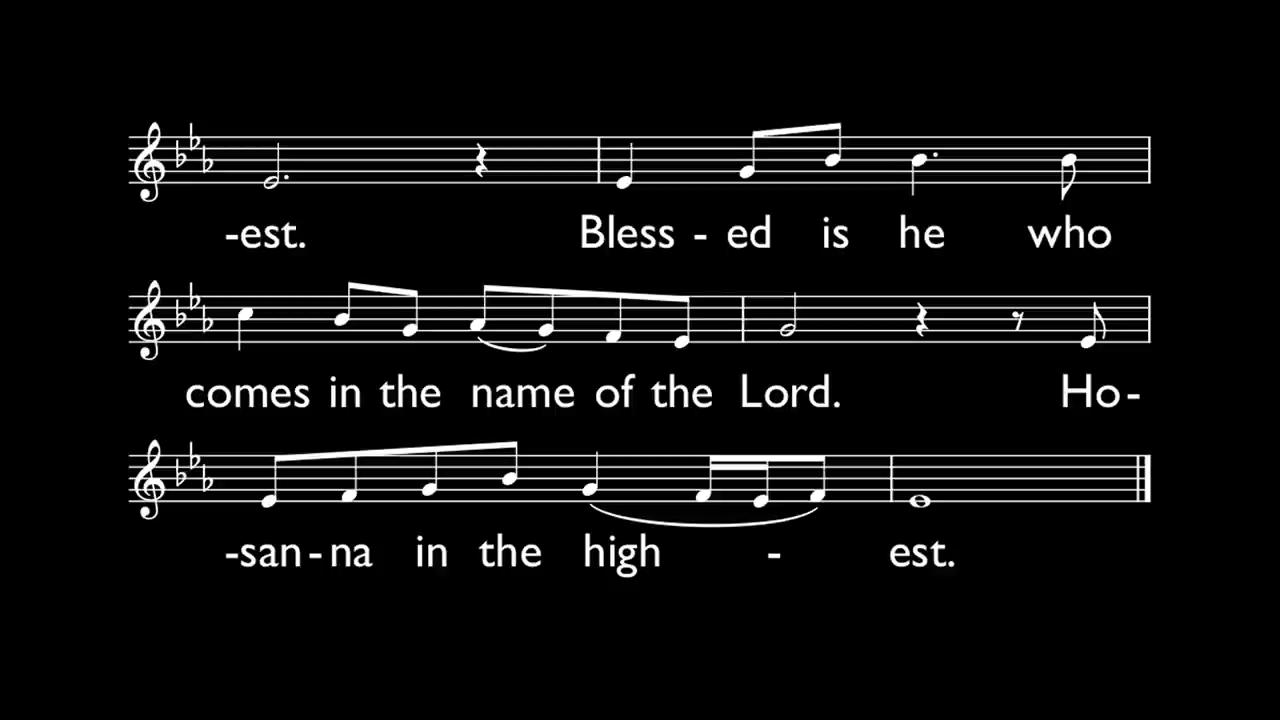 -est. Bless - ed is he who
comes in the name of the Lord. Ho-
-san-na in the high - est.